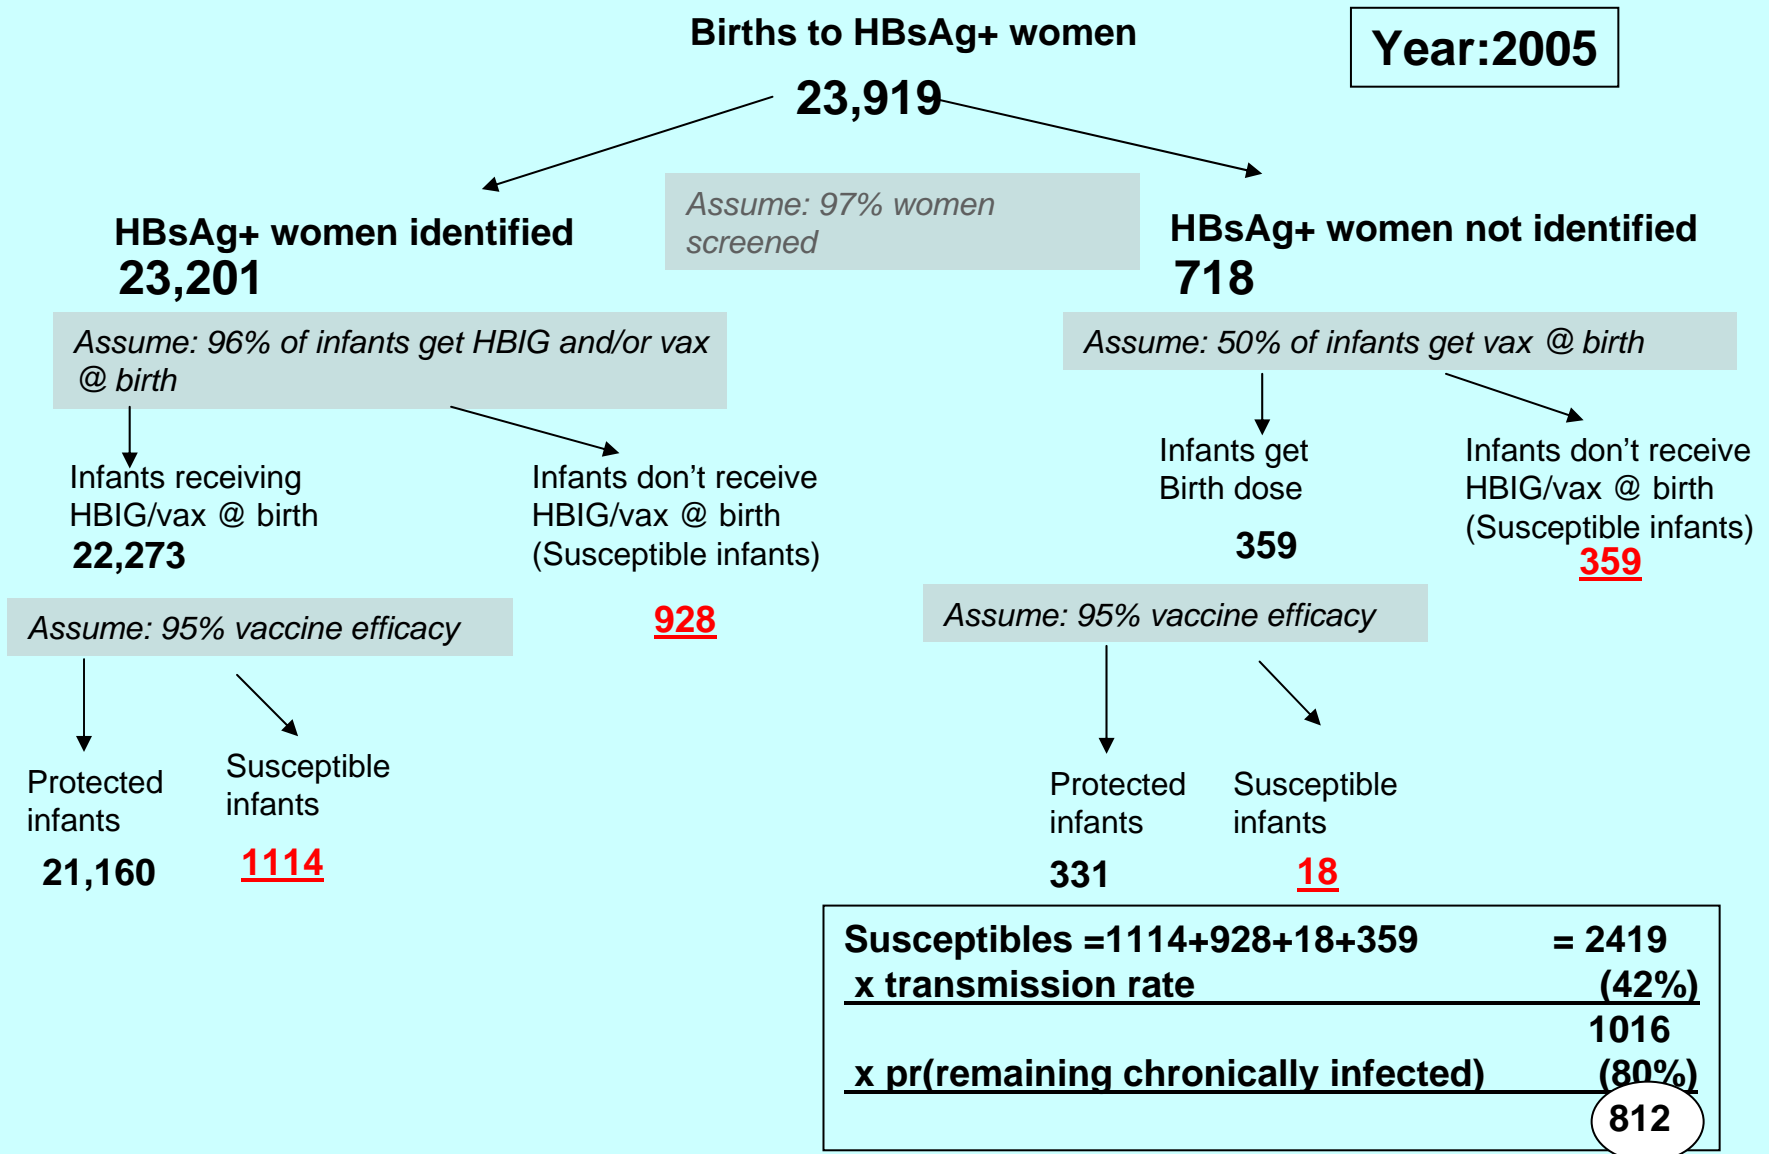 Births to HBsAg+ women
23,919
Year:2005
Assume: 97% women
screened
HBsAg+ women identified
23,201
HBsAg+ women not identified
718
Assume: 96% of infants get HBIG and/or vax
@ birth
Assume: 50% of infants get vax @ birth
Infants receiving
HBIG/vax @ birth
22,273
Infants don’t receive
HBIG/vax @ birth
(Susceptible infants)
928
Infants get
Birth dose
359
Infants don’t receive
HBIG/vax @ birth
(Susceptible infants)
359
Assume: 95% vaccine efficacy
Assume: 95% vaccine efficacy
Protected
infants
21,160
Susceptible
infants
1114
Protected
infants
331
Susceptible
infants
18
Susceptibles =1114+928+18+359 = 2419
x transmission rate (42%)
1016
x pr(remaining chronically infected) (80%)
812